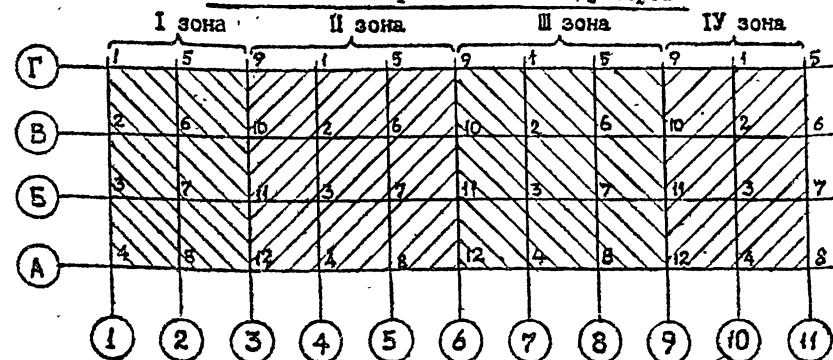 I зона II зона III зона IV зона
Г 1 5 9 1 5 9 1 5 9 1 5
В 2 6 10 2 6 10 2 6 10 2 6
Б 3 7 11 3 7 11 3 7 11 3 7
А 4 8 12 4 8 12 4 8 12 4 8
1 2 3 4 5 6 7 8 9 10 11